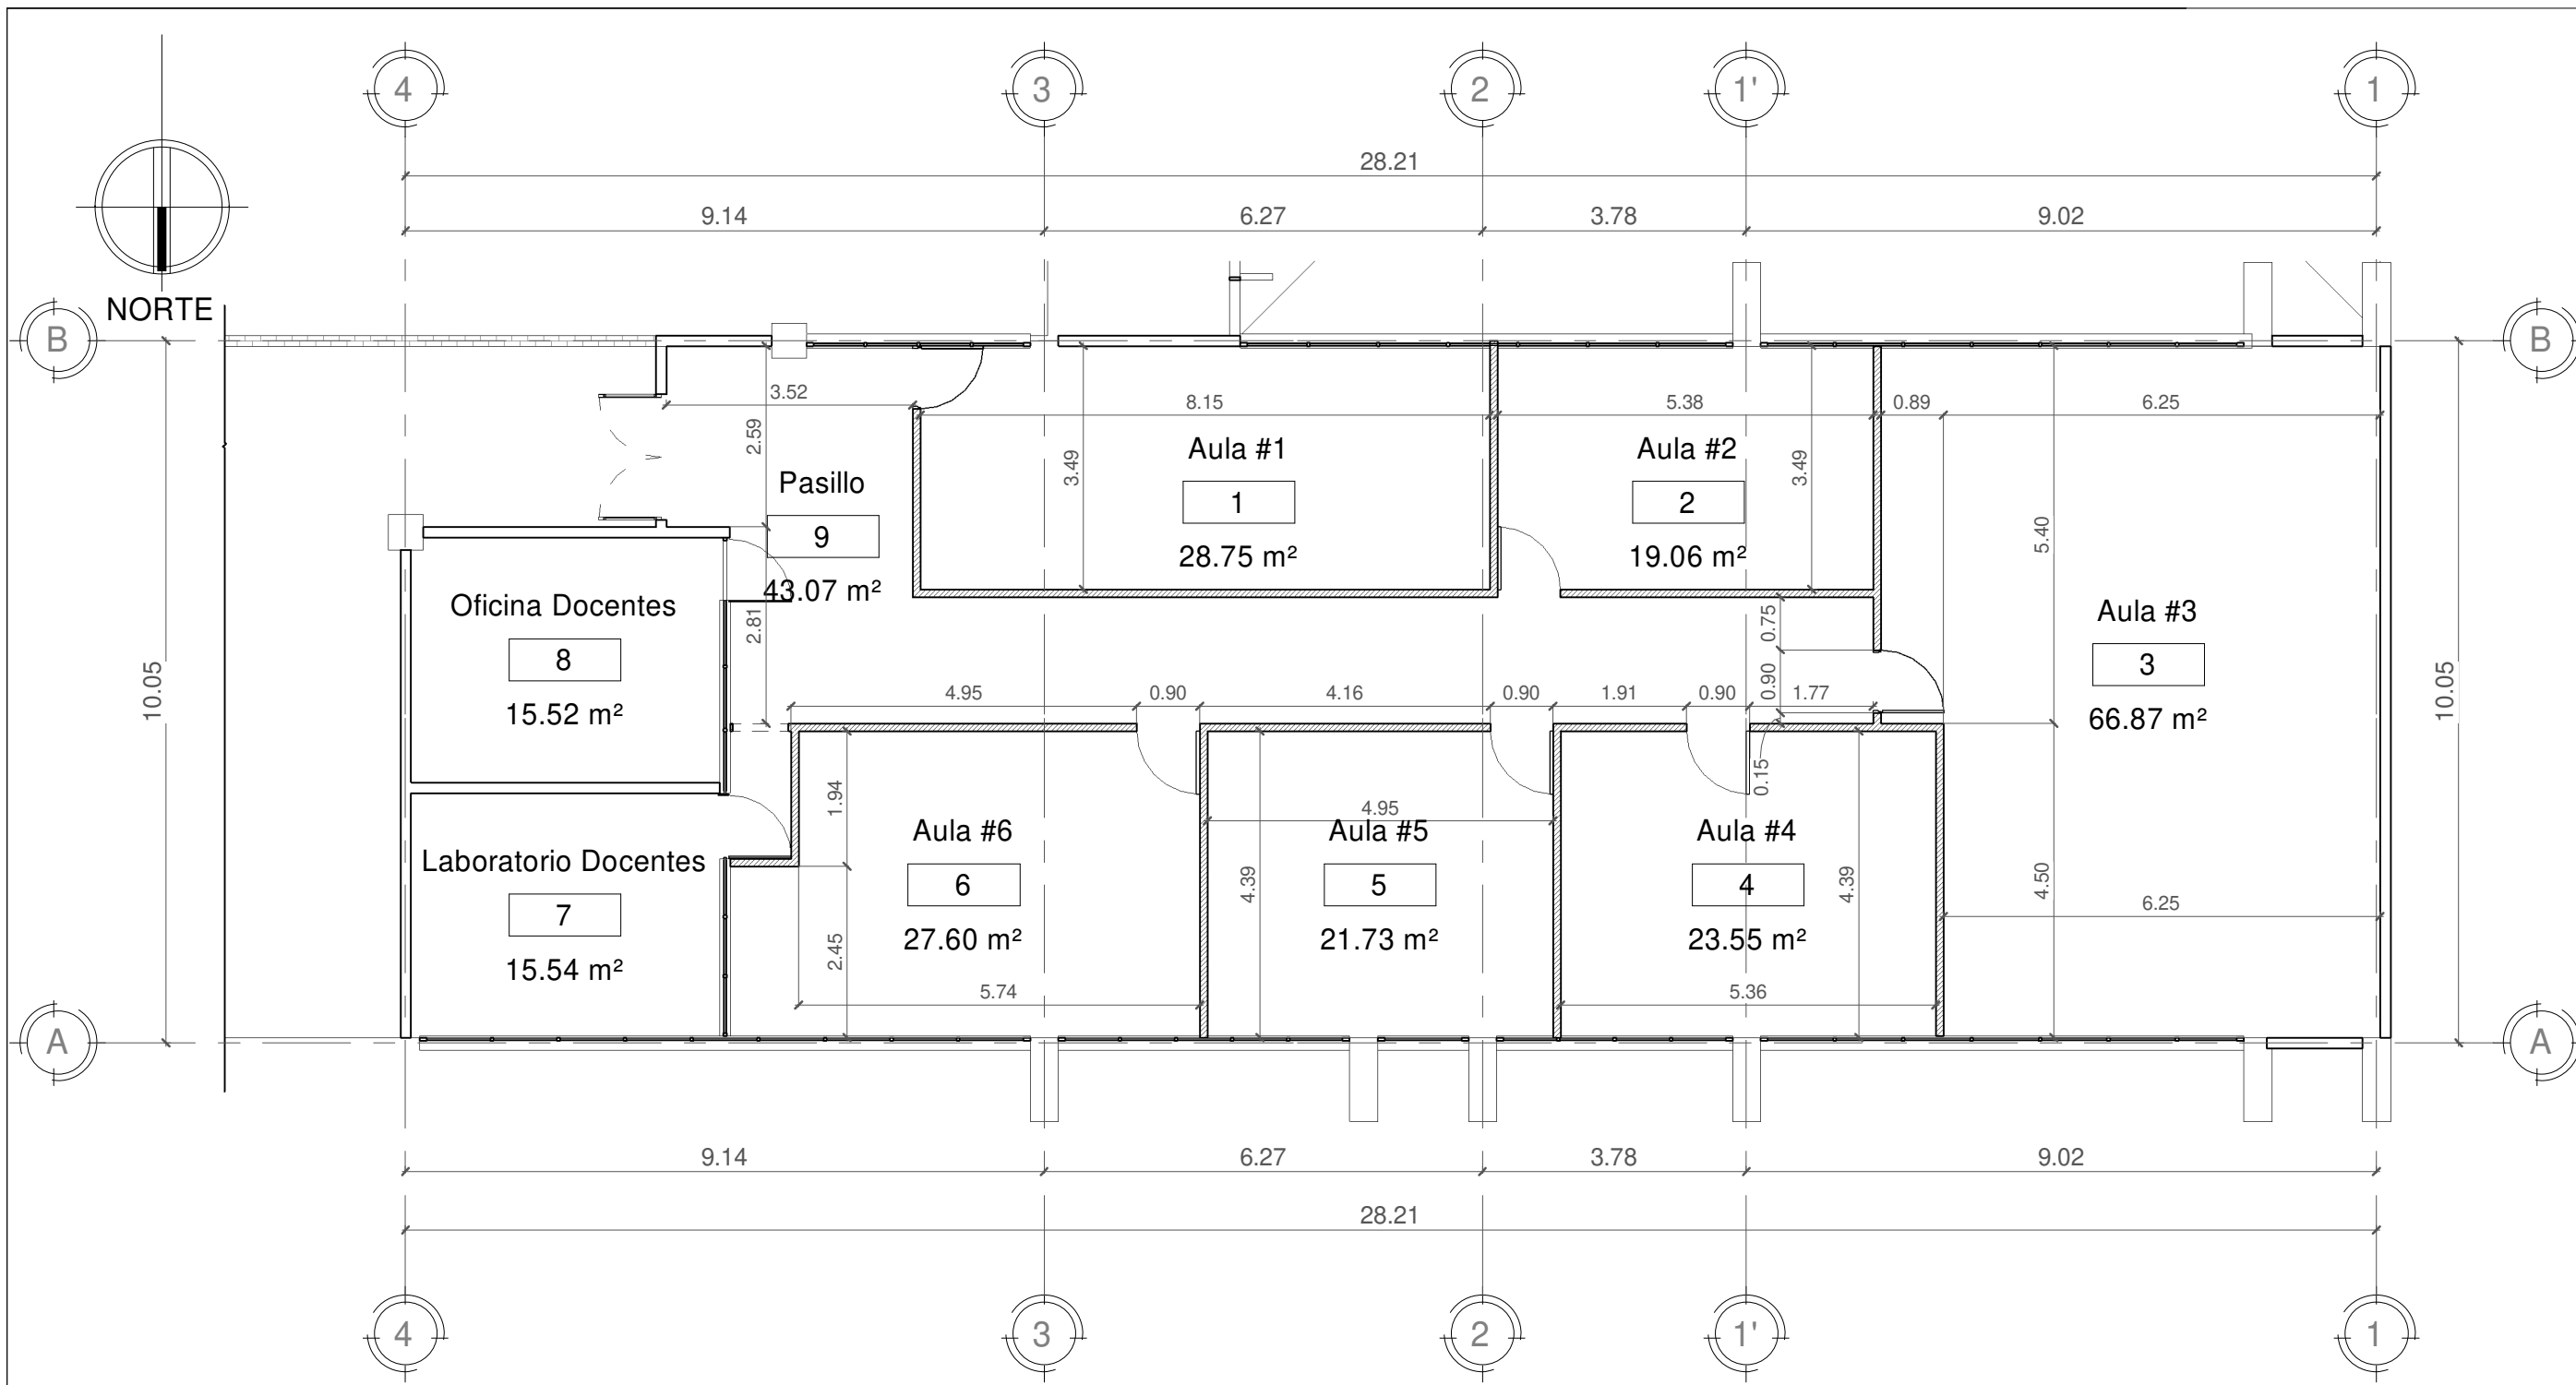 4
3
2
1'
1
28.21
9.14
6.27
3.78
9.02
NORTE
B
B
3.52
8.15
5.38
0.89
6.25
2.59
3.49
3.49
Aula #1
1
28.75 m²
Aula #2
2
19.06 m²
Pasillo
9
43.07 m²
5.40
Oficina Docentes
8
15.52 m²
2.81
0.75
Aula #3
3
66.87 m²
10.05
10.05
4.95
0.90
4.16
0.90
1.91
0.90
0.90
1.77
1.94
0.15
4.95
Aula #6
6
27.60 m²
Aula #5
5
21.73 m²
Aula #4
4
23.55 m²
Laboratorio Docentes
7
15.54 m²
4.39
4.39
4.50
6.25
2.45
5.74
5.36
A
A
9.14
6.27
3.78
9.02
28.21
4
3
2
1'
1